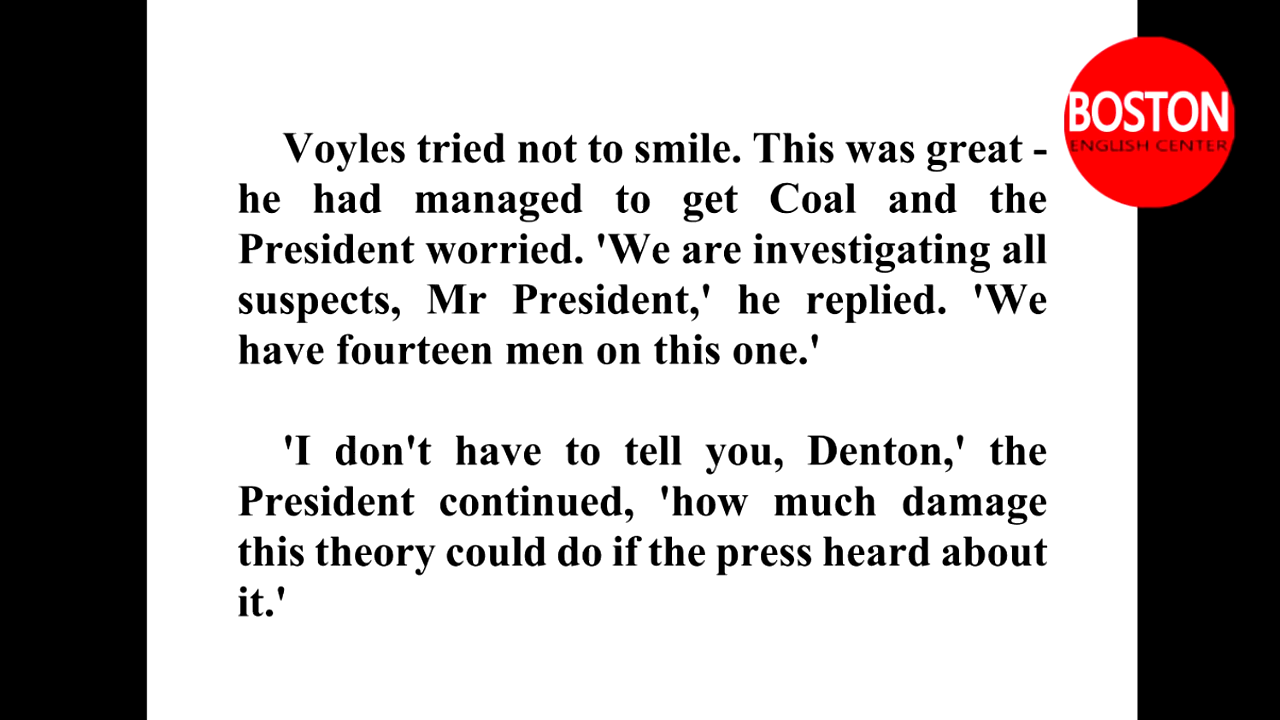 Voyles tried not to smile. This was great -
he had managed to get Coal and the
President worried. 'We are investigating all
suspects, Mr President,' he replied. 'We
have fourteen men on this one.'
'I don't have to tell you, Denton,' the
President continued, 'how much damage
this theory could do if the press heard about
it.'
BOSTON
ENGLISH CENTER